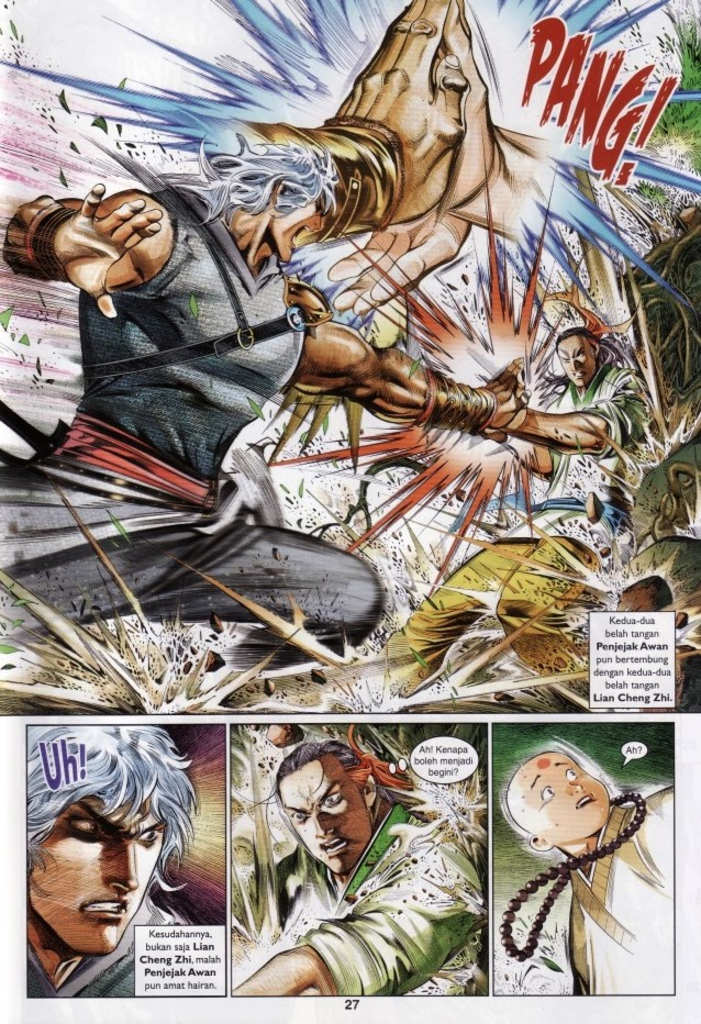 PANG!
Kedua-dua
belah tangan
Penjejak Awan
pun bertembung
dengan kedua-dua
belah tangan
Lian Cheng Zhi.
Uh!
Kesudahannya,
bukan saja Lian
Cheng Zhi, malah
Penjejak Awan
pun amat hairan.
Ah! Kenapa
boleh menjadi
begini?
Ah?
27